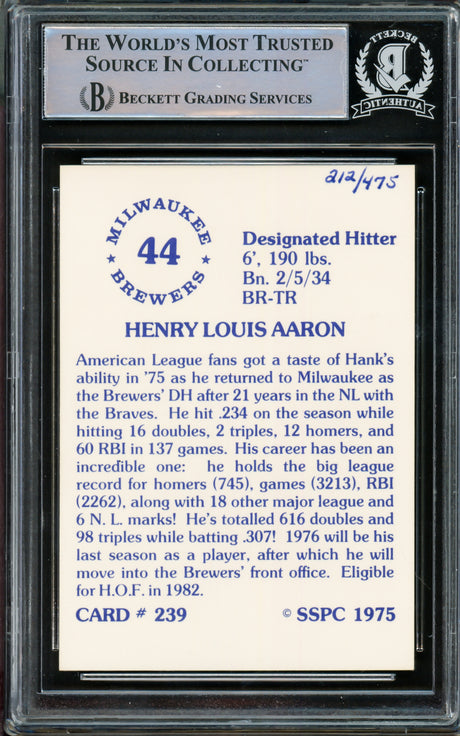 THE WORLD'S MOST TRUSTED
SOURCE IN COLLECTING™
B BECKETT GRADING SERVICES
BECKETT
B
AUTHENTIC
212/475
MILWAUKEE
44
BREWERS
Designated Hitter
6', 190 lbs.
Bn. 2/5/34
BR-TR
HENRY LOUIS AARON
American League fans got a taste of Hank's
ability in '75 as he returned to Milwaukee as
the Brewers' DH after 21 years in the NL with
the Braves. He hit .234 on the season while
hitting 16 doubles, 2 triples, 12 homers, and
60 RBI in 137 games. His career has been an
incredible one: he holds the big league
record for homers (745), games (3213), RBI
(2262), along with 18 other major league and
6 N. L. marks! He's totalled 616 doubles and
98 triples while batting .307! 1976 will be his
last season as a player, after which he will
move into the Brewers' front office. Eligible
for H.O.F. in 1982.
CARD # 239 © SSPC 1975